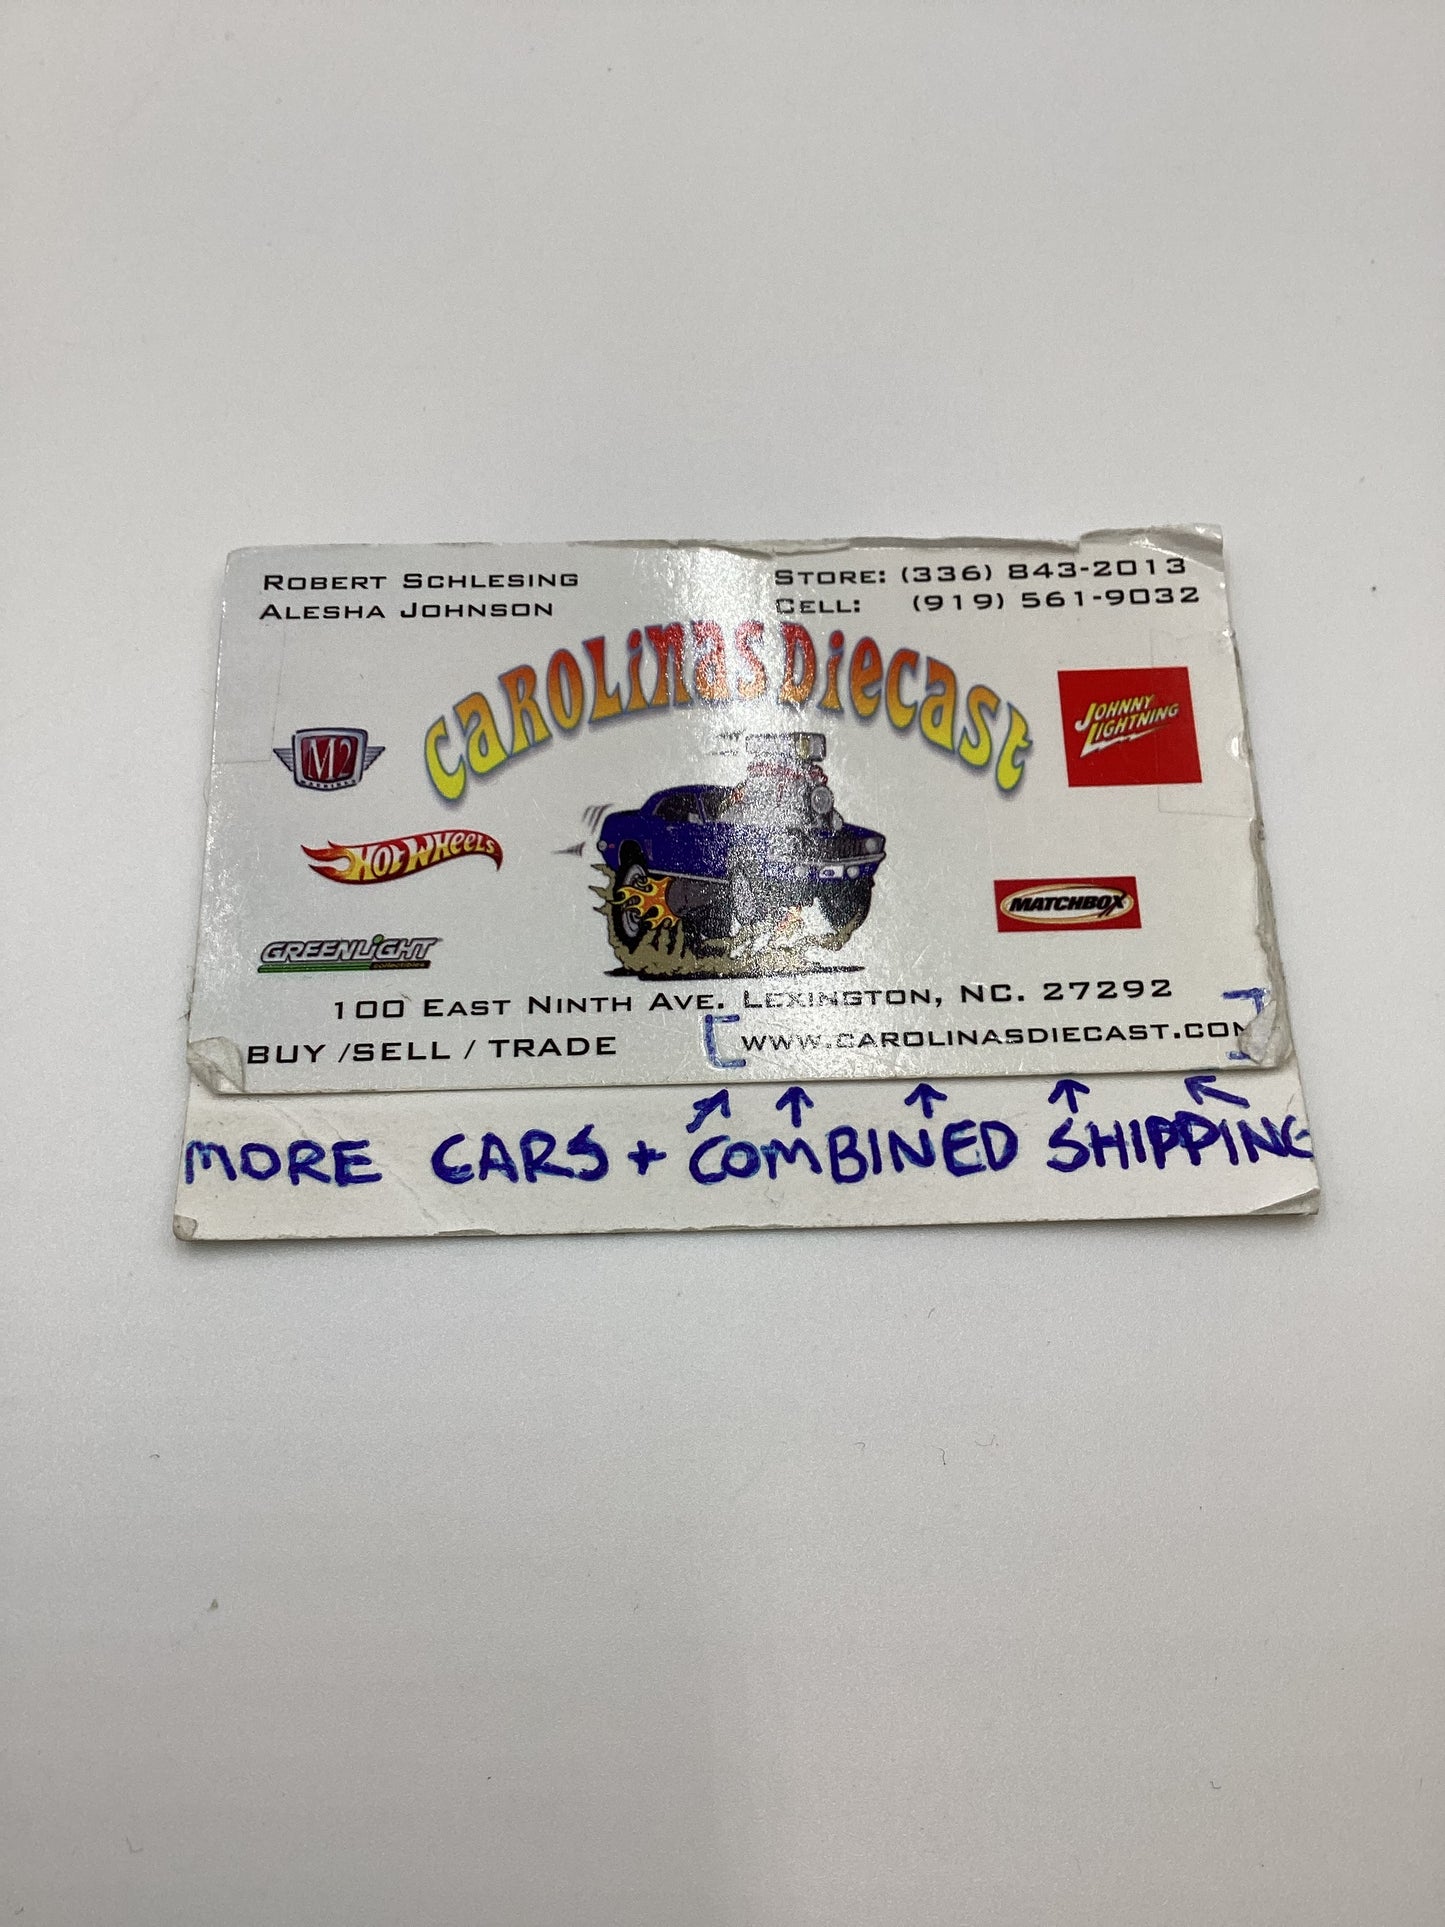 ROBERT SCHLESING
ALESHA JOHNSON
STORE: (336) 843-2013
CELL: (919) 561-9032
CAROLINAS DIECAST
M2
MACHINES
JOHNNY
LIGHTNING
HOT WHEELS
MATCHBOX
GREENLIGHT
collectibles
100 EAST NINTH AVE. LEXINGTON, NC. 27292
BUY /SELL / TRADE
[WWW.CAROLINASDIECAST.COM]
MORE CARS + COMBINED SHIPPING